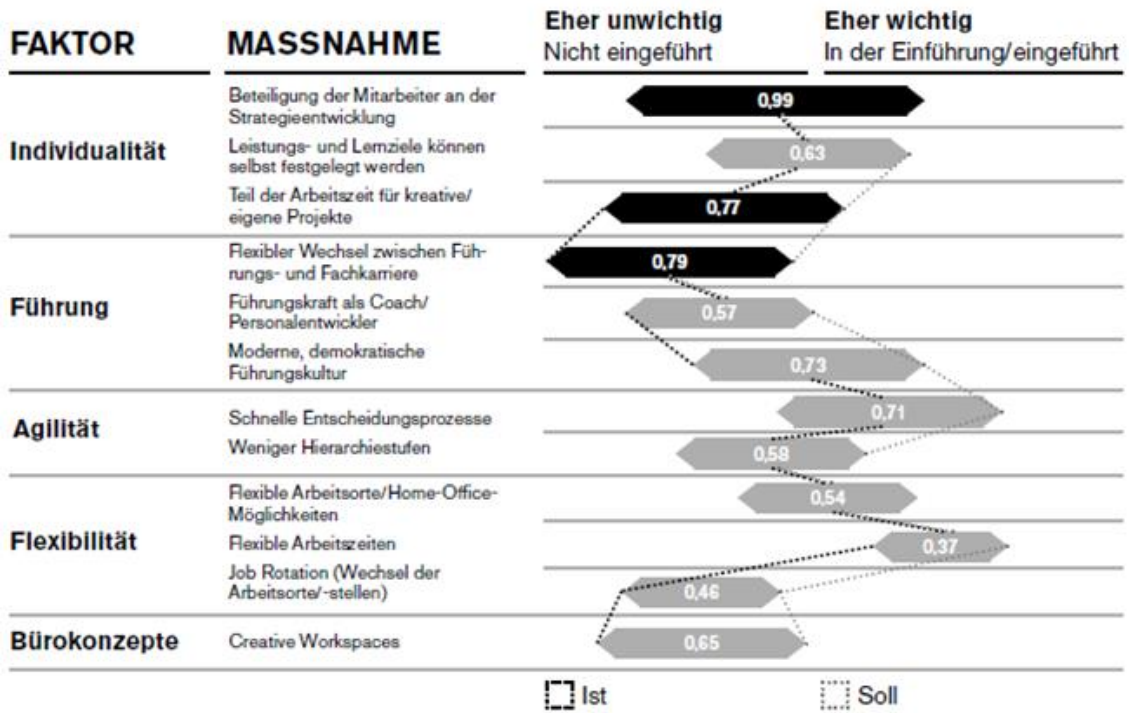 FAKTOR
MASSNAHME
Eher unwichtig
Nicht eingeführt
Eher wichtig
In der Einführung/eingeführt
Individualität
Beteiligung der Mitarbeiter an der
Strategieentwicklung
0,99
Leistungs- und Lernziele können
selbst festgelegt werden
0,63
Teil der Arbeitszeit für kreative/
eigene Projekte
0,77
Führung
Flexibler Wechsel zwischen Füh-
rungs- und Fachkarriere
0,79
Führungskraft als Coach/
Personalentwickler
0,57
Moderne, demokratische
Führungskultur
0,73
Agilität
Schnelle Entscheidungsprozesse
0,71
Weniger Hierarchiestufen
0,58
Flexibilität
Flexible Arbeitsorte/Home-Office-
Möglichkeiten
0,54
Flexible Arbeitszeiten
0,37
Job Rotation (Wechsel der
Arbeitsorte/-stellen)
0,46
Bürokonzepte
Creative Workspaces
0,65
Ist
Soll